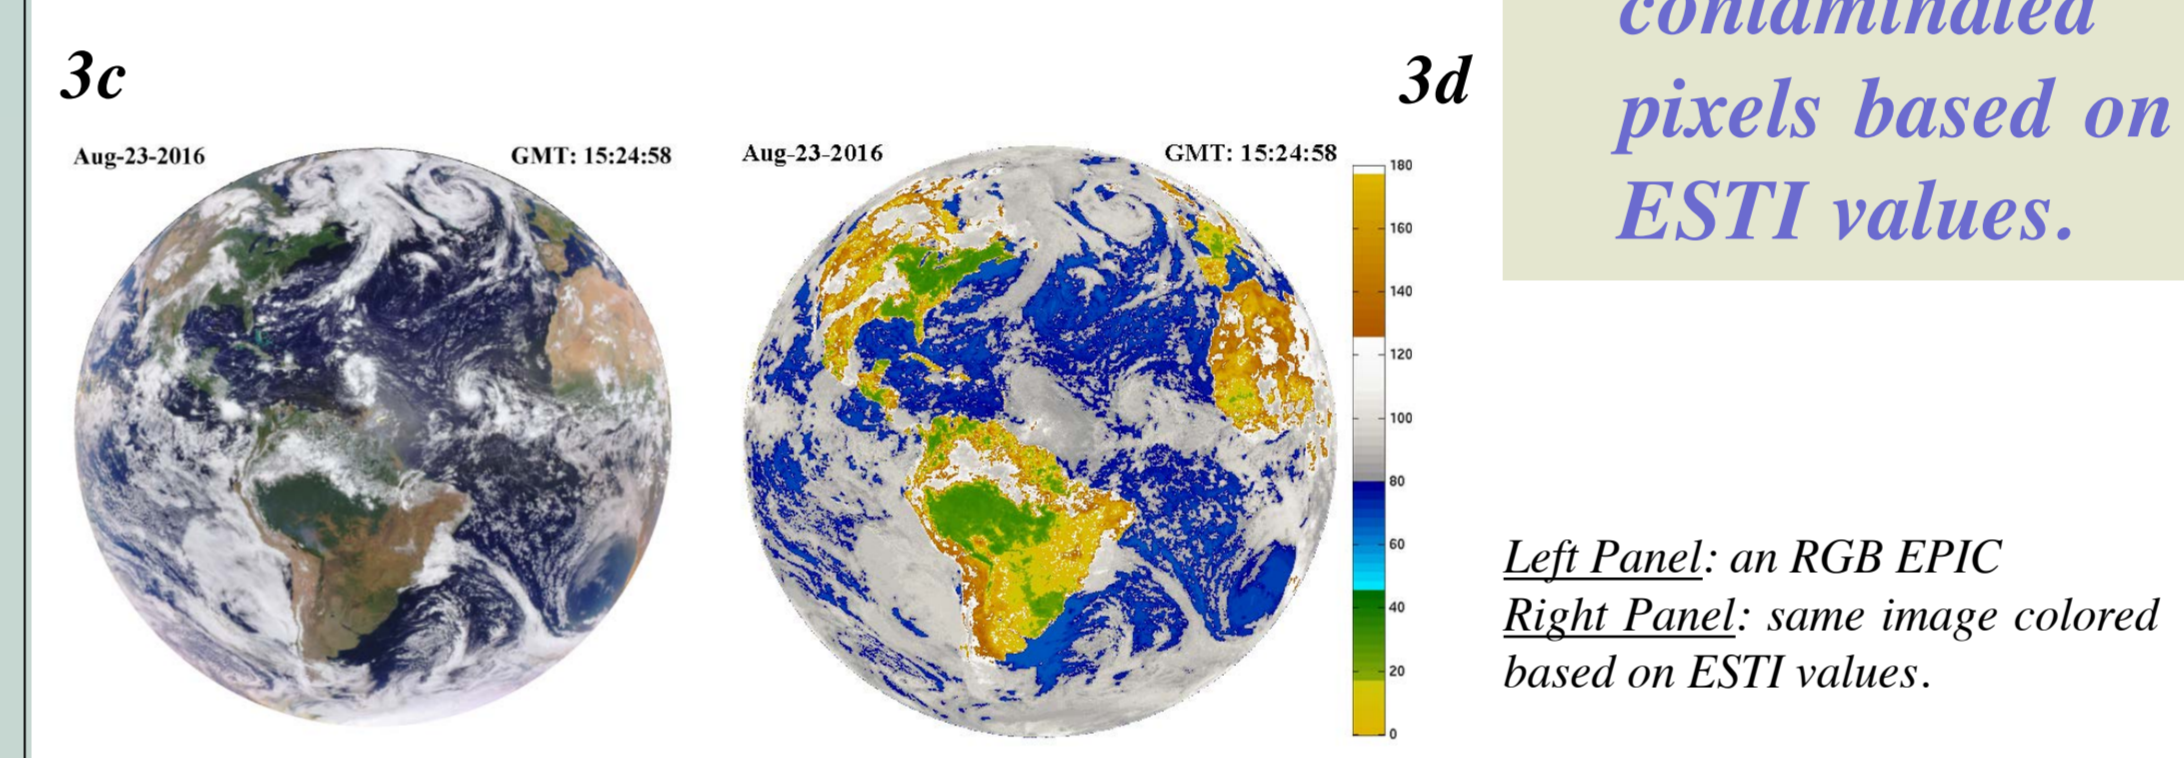 contaminated
pixels based on
ESTI values.
3c
3d
Aug-23-2016
GMT: 15:24:58
Aug-23-2016
GMT: 15:24:58
180
160
140
120
100
80
60
40
20
0
Left Panel: an RGB EPIC
Right Panel: same image colored
based on ESTI values.